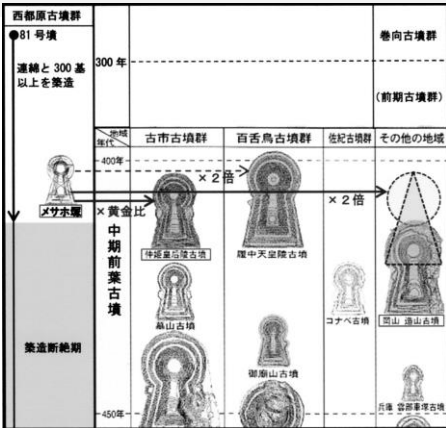 西都原古墳群
81号墳
連綿と300基
以上を築造
メサホ塚
築造断絶期
300年
巻向古墳群
(前期古墳群)
地域
年代
古市古墳群
百舌鳥古墳群
佐紀古墳群
その他の地域
400年
×2倍
×2倍
×黄金比
中期前葉古墳
仲姫皇后陵古墳
履中天皇陵古墳
岡山 造山古墳
墓山古墳
コナベ古墳
御廟山古墳
兵庫 雲部車塚古墳
450年